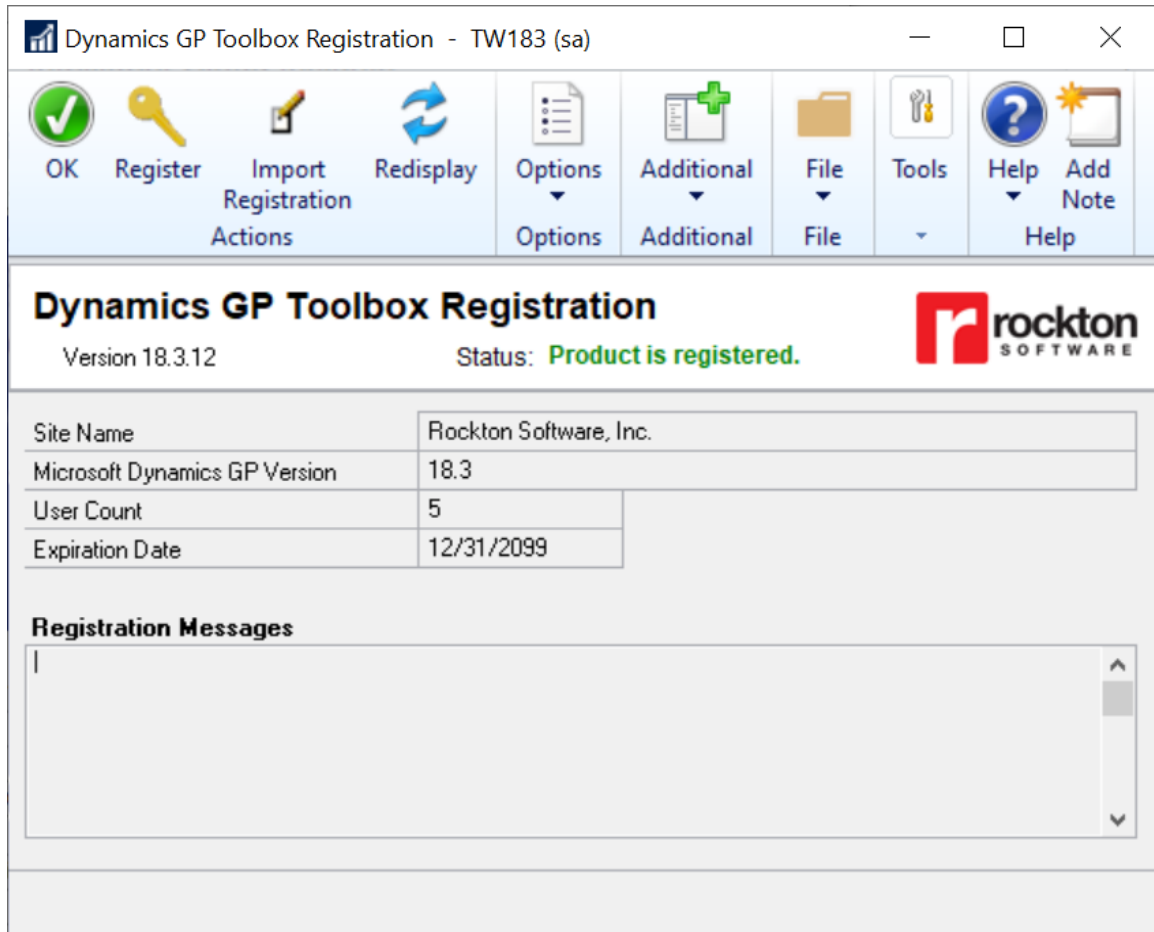 Dynamics GP Toolbox Registration - TW183 (sa)
OK Register Import Registration Redisplay Options Additional File Tools Help Add Note
Actions Options Additional File Help
Dynamics GP Toolbox Registration
rockton
SOFTWARE
Version 18.3.12 Status: Product is registered.
Site Name Rockton Software, Inc.
Microsoft Dynamics GP Version 18.3
User Count 5
Expiration Date 12/31/2099
Registration Messages